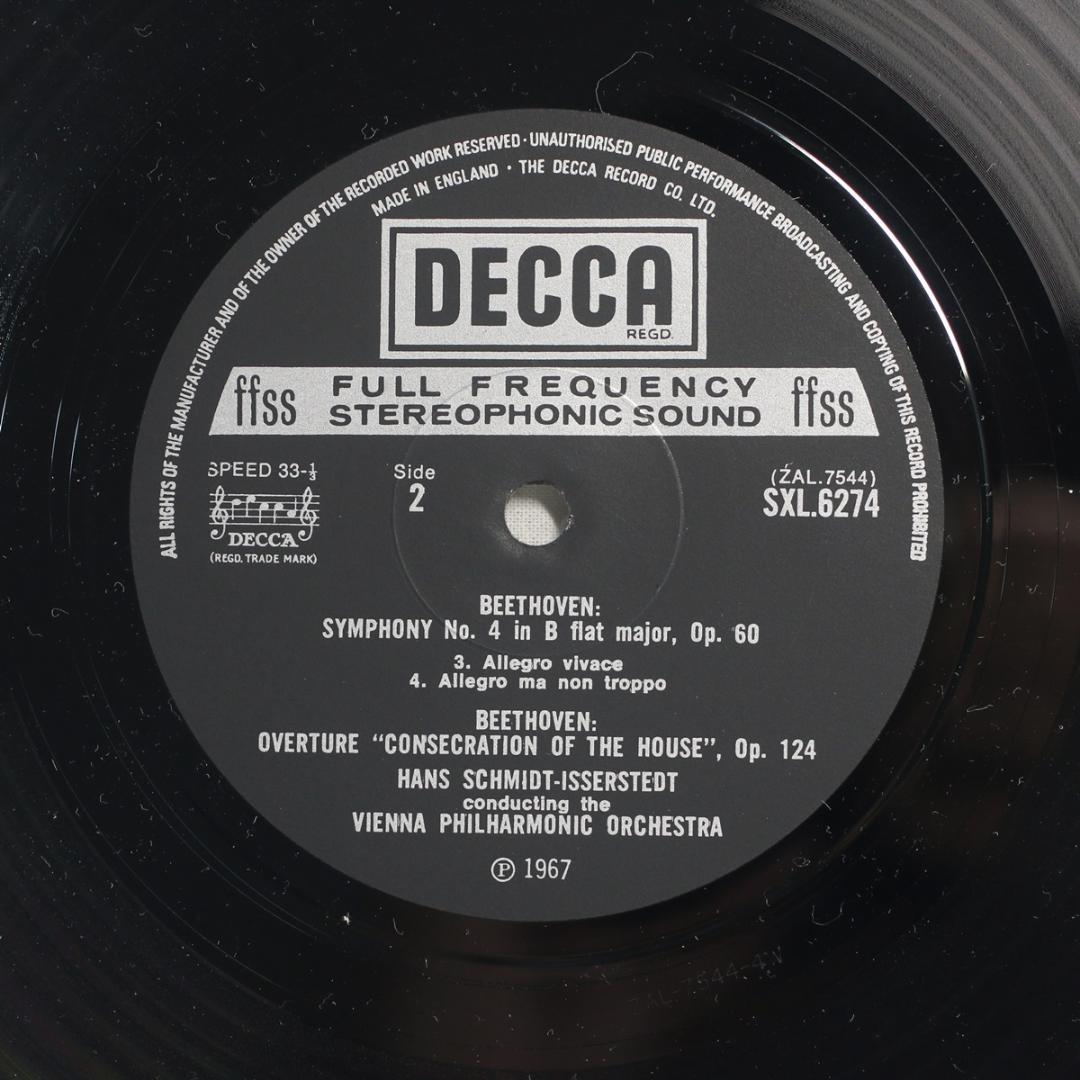 ALL RIGHTS OF THE MANUFACTURER AND OF THE OWNER OF THE RECORDED WORK RESERVED · UNAUTHORISED PUBLIC PERFORMANCE BROADCASTING AND COPYING OF THIS RECORD PROHIBITED
MADE IN ENGLAND · THE DECCA RECORD CO. LTD.
DECCA
REGD.
ffss FULL FREQUENCY STEREOPHONIC SOUND ffss
SPEED 33-⅓
DECCA
(REGD. TRADE MARK)
Side
2
(ZAL.7544)
SXL.6274
BEETHOVEN:
SYMPHONY No. 4 in B flat major, Op. 60
3. Allegro vivace
4. Allegro ma non troppo
BEETHOVEN:
OVERTURE “CONSECRATION OF THE HOUSE”, Op. 124
HANS SCHMIDT-ISSERSTEDT
conducting the
VIENNA PHILHARMONIC ORCHESTRA
Ⓟ 1967
ZAL-7544-4W